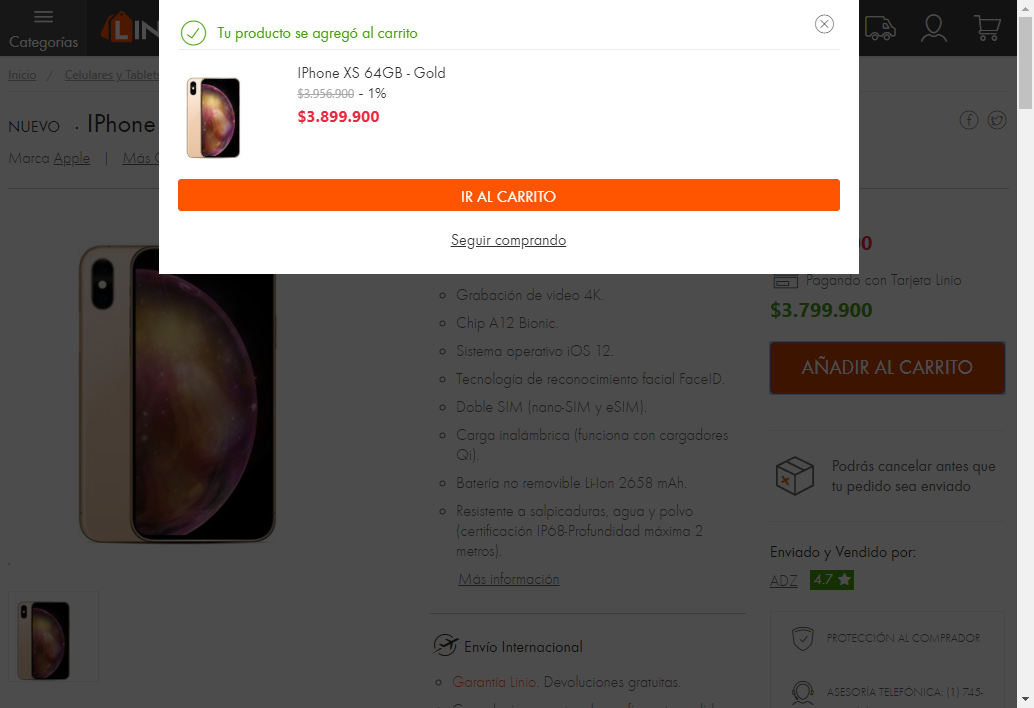 Categorías
LIN
Tu producto se agregó al carrito
Inicio / Celulares y Tablets
IPhone XS 64GB - Gold
$3.956.900 - 1%
$3.899.900
NUEVO · IPhone
Marca Apple | Más
IR AL CARRITO
Seguir comprando
0
Pagando con Tarjeta Linio
$3.799.900
AÑADIR AL CARRITO
Grabación de video 4K.
Chip A12 Bionic.
Sistema operativo iOS 12.
Tecnología de reconocimiento facial FaceID.
Doble SIM (nano-SIM y eSIM).
Carga inalámbrica (funciona con cargadores
Qi).
Batería no removible Li-Ion 2658 mAh.
Resistente a salpicaduras, agua y polvo
(certificación IP68-Profundidad máxima 2
metros).
Más información
Podrás cancelar antes que
tu pedido sea enviado
Enviado y Vendido por:
ADZ 4.7
Envío Internacional
Garantía Linio. Devoluciones gratuitas.
PROTECCIÓN AL COMPRADOR
ASESORÍA TELEFÓNICA: (1) 745-